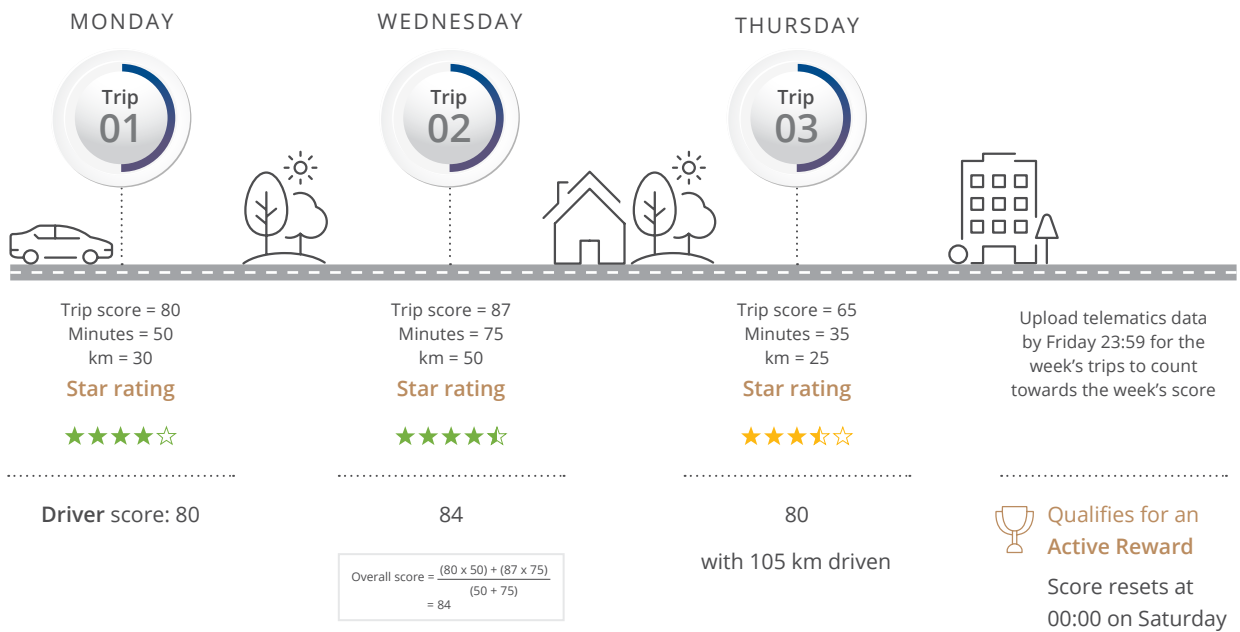 MONDAY
Trip
01
Trip score = 80
Minutes = 50
km = 30
Star rating
Driver score: 80
WEDNESDAY
Trip
02
Trip score = 87
Minutes = 75
km = 50
Star rating
84
Overall score = (80 x 50) + (87 x 75)
(50 + 75)
= 84
THURSDAY
Trip
03
Trip score = 65
Minutes = 35
km = 25
Star rating
80
with 105 km driven
Upload telematics data
by Friday 23:59 for the
week’s trips to count
towards the week’s score
Qualifies for an
Active Reward
Score resets at
00:00 on Saturday